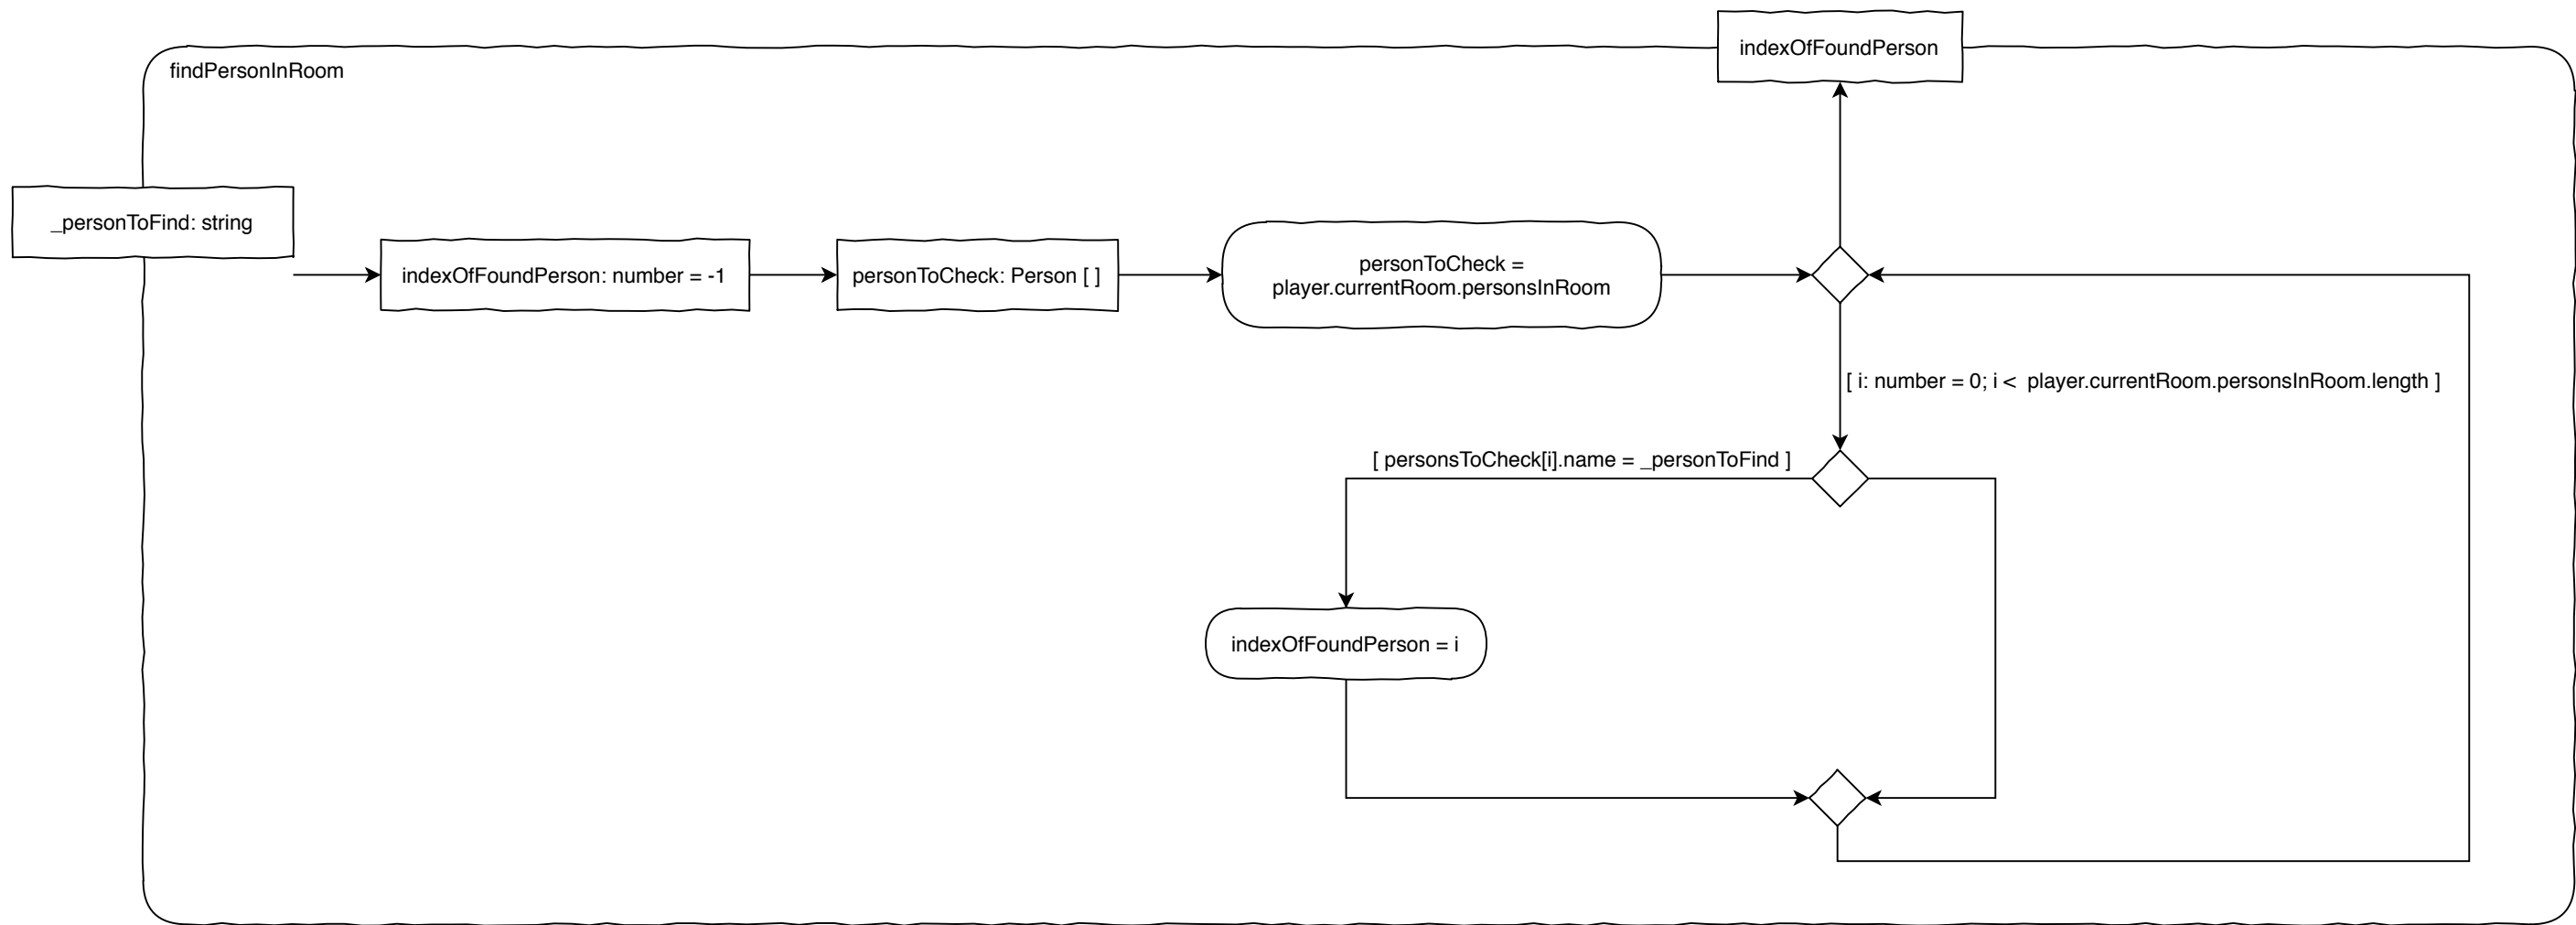 indexOfFoundPerson
findPersonInRoom
_personToFind: string
indexOfFoundPerson: number = -1
personToCheck: Person [ ]
personToCheck =
player.currentRoom.personsInRoom
[ i: number = 0; i < player.currentRoom.personsInRoom.length ]
[ personsToCheck[i].name = _personToFind ]
indexOfFoundPerson = i